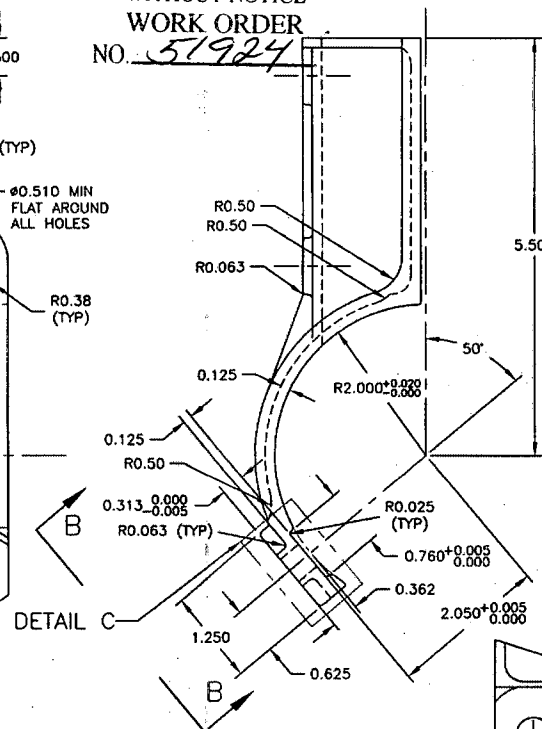 WORK ORDER
NO. 51924
(TYP)
ø0.510 MIN
FLAT AROUND
ALL HOLES
R0.38
(TYP)
R0.50
R0.50
R0.063
5.50
50°
0.125
R2.000 +0.020
-0.000
0.125
R0.50
0.313 0.000
-0.005
R0.063 (TYP)
R0.025
(TYP)
0.760 +0.005
0.000
0.362
2.050 +0.005
0.000
B
DETAIL C
1.250
0.625
B